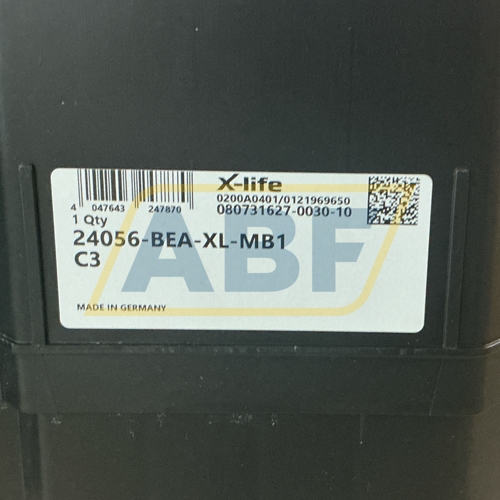 X-life
4 047643 247870
0200A0401/0121969650
080731627-0030-10
1 Qty
24056-BEA-XL-MB1
C3
MADE IN GERMANY
ABF